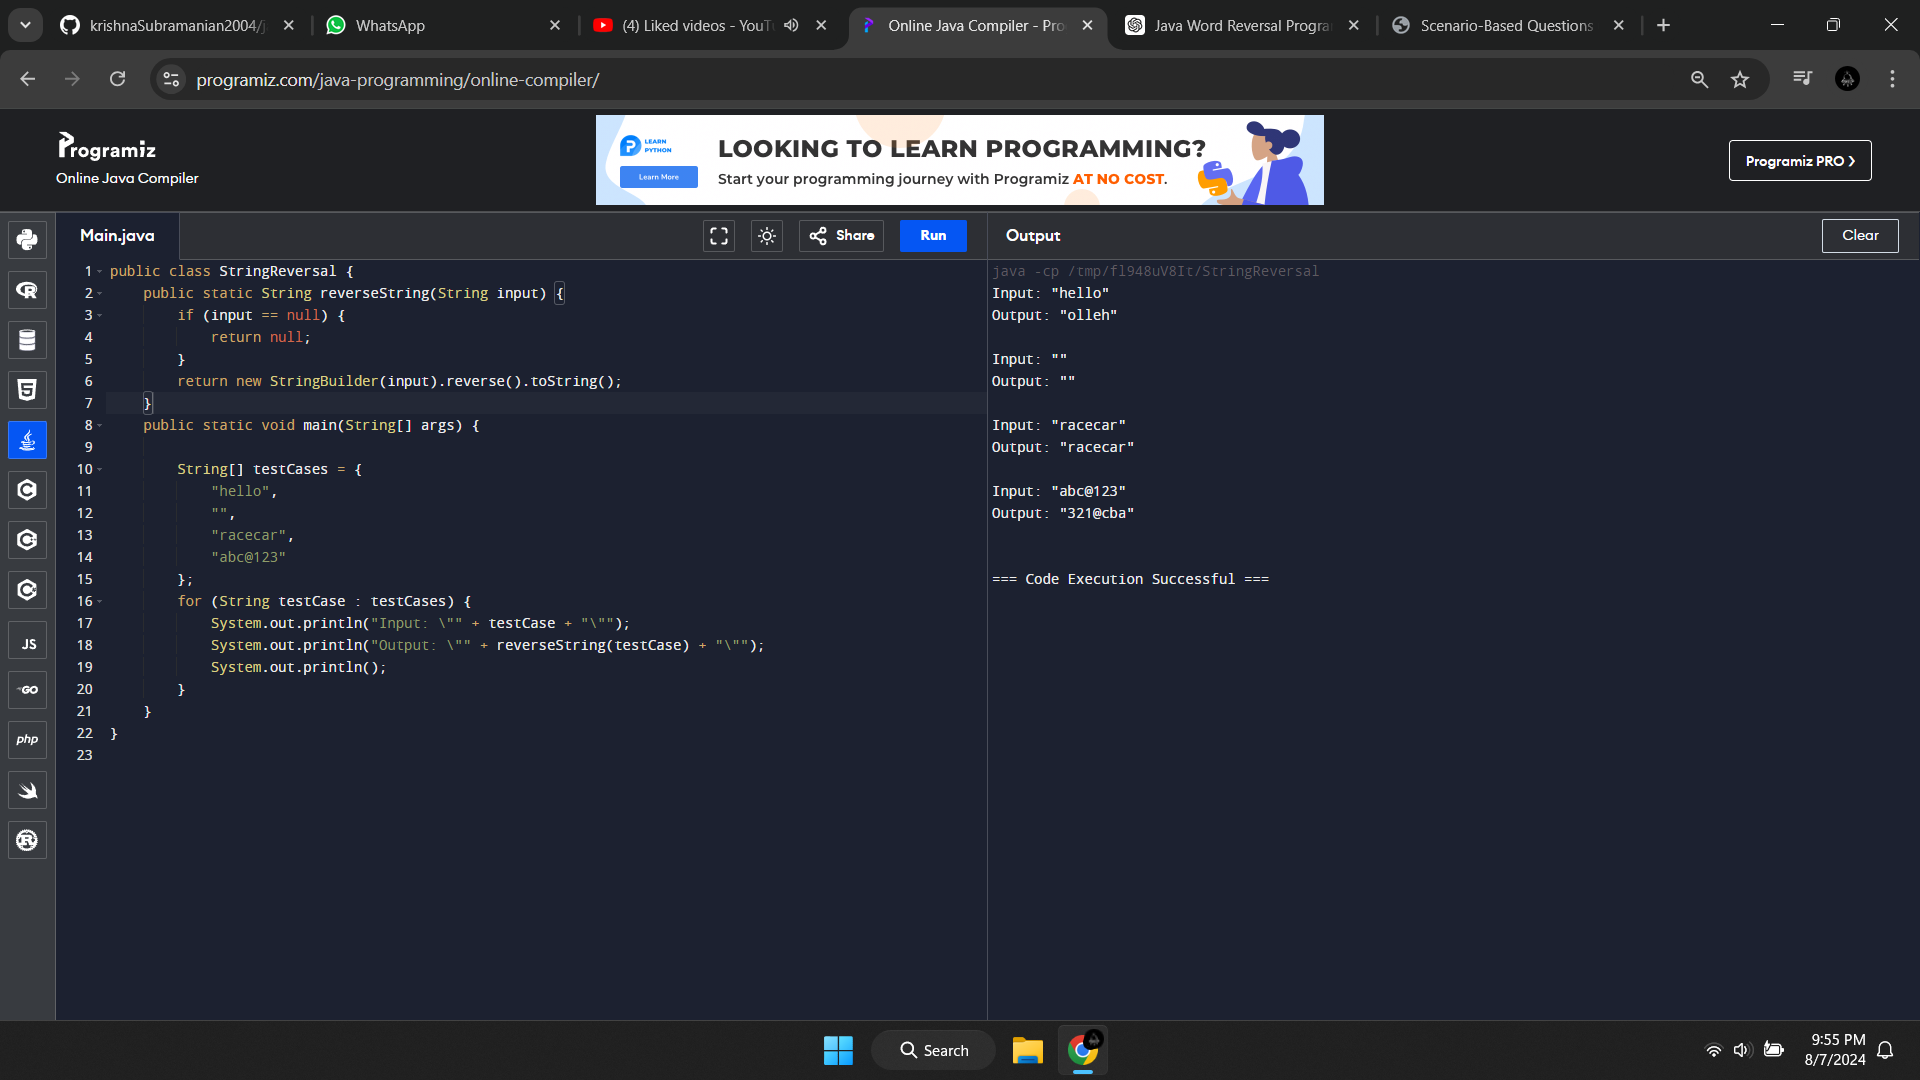 krishnaSubramanian2004/j
WhatsApp
(4) Liked videos - YouTu
Online Java Compiler - Pro
Java Word Reversal Progra
Scenario-Based Questions
programiz.com/java-programming/online-compiler/
Programiz
Online Java Compiler
LEARN
PYTHON
Learn More
LOOKING TO LEARN PROGRAMMING?
Start your programming journey with Programiz AT NO COST.
Programiz PRO >
Main.java
Share
Run
Output
Clear
1 public class StringReversal {
2 public static String reverseString(String input) {
3 if (input == null) {
4 return null;
5 }
6 return new StringBuilder(input).reverse().toString();
7 }
8 public static void main(String[] args) {
9
10 String[] testCases = {
11 "hello",
12 "",
13 "racecar",
14 "abc@123"
15 };
16 for (String testCase : testCases) {
17 System.out.println("Input: \"" + testCase + "\"");
18 System.out.println("Output: \"" + reverseString(testCase) + "\"");
19 System.out.println();
20 }
21 }
22 }
23
java -cp /tmp/fl948uV8It/StringReversal
Input: "hello"
Output: "olleh"
Input: ""
Output: ""
Input: "racecar"
Output: "racecar"
Input: "abc@123"
Output: "321@cba"
=== Code Execution Successful ===
R
5
C
C
C
JS
GO
php
R
Search
9:55 PM
8/7/2024